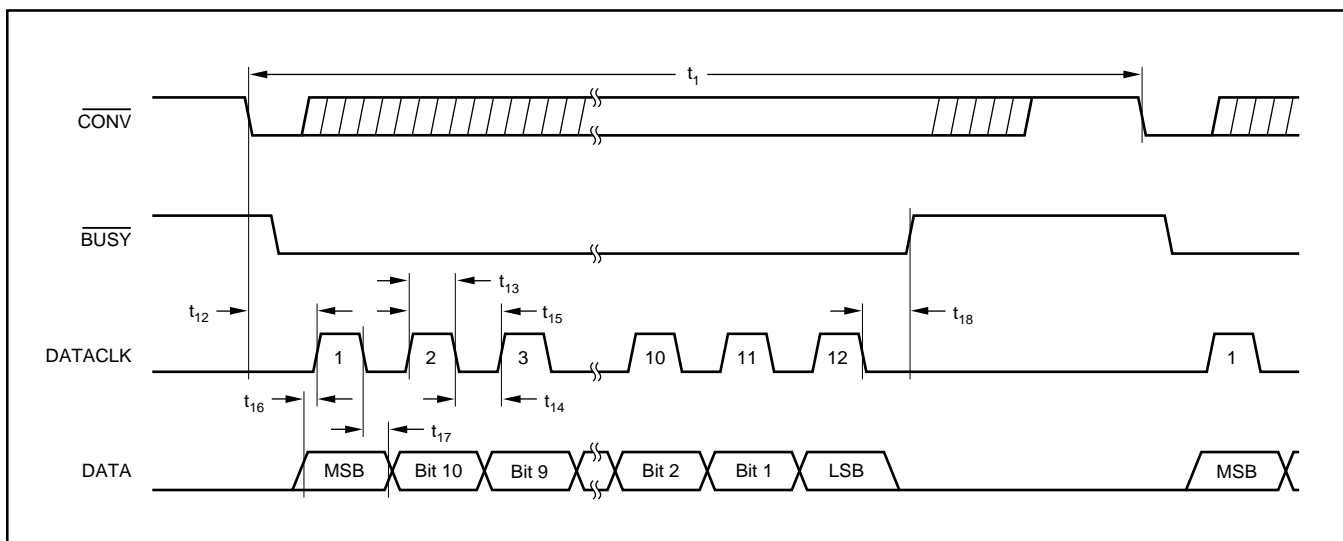 t1
CONV
BUSY
t13
t12
t15
t18
DATACLK
1
2
3
10
11
12
1
t16
t14
t17
DATA
MSB
Bit 10
Bit 9
Bit 2
Bit 1
LSB
MSB